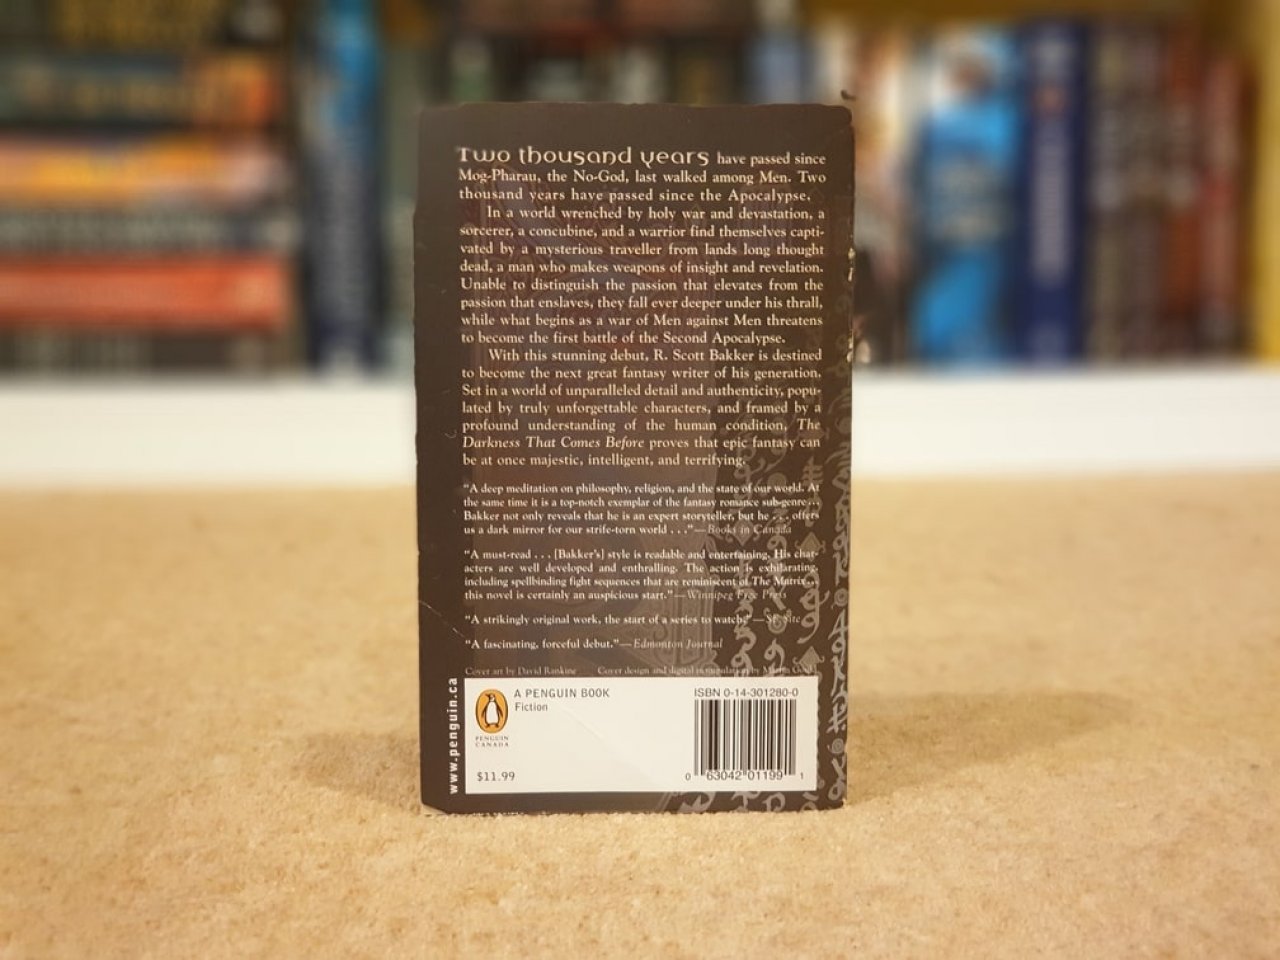 Two thousand years have passed since
Mog-Pharau, the No-God, last walked among Men. Two
thousand years have passed since the Apocalypse.
In a world wrenched by holy war and devastation, a
sorcerer, a concubine, and a warrior find themselves capti-
vated by a mysterious traveller from lands long thought
dead, a man who makes weapons of insight and revelation.
Unable to distinguish the passion that elevates from the
passion that enslaves, they fall ever deeper under his thrall,
while what begins as a war of Men against Men threatens
to become the first battle of the Second Apocalypse.
With this stunning debut, R. Scott Bakker is destined
to become the next great fantasy writer of his generation.
Set in a world of unparalleled detail and authenticity, popu-
lated by truly unforgettable characters, and framed by a
profound understanding of the human condition, The
Darkness That Comes Before proves that epic fantasy can
be at once majestic, intelligent, and terrifying.
"A deep meditation on philosophy, religion, and the state of our world. At
the same time it is a top-notch exemplar of the fantasy romance sub-genre ...
Bakker not only reveals that he is an expert storyteller, but he ... offers
us a dark mirror for our strife-torn world . . ."—Books in Canada
"A must-read . . . [Bakker's] style is readable and entertaining. His char-
acters are well developed and enthralling. The action is exhilarating,
including spellbinding fight sequences that are reminiscent of The Matrix ...
this novel is certainly an auspicious start."—Winnipeg Free Press
"A strikingly original work, the start of a series to watch."—SF Site
"A fascinating, forceful debut."—Edmonton Journal
Cover art by David Rankine Cover design and digital manipulation by
www.penguin.ca
A PENGUIN BOOK
Fiction
PENGUIN
CANADA
$11.99
ISBN 0-14-301280-0
0 63042 01199 1